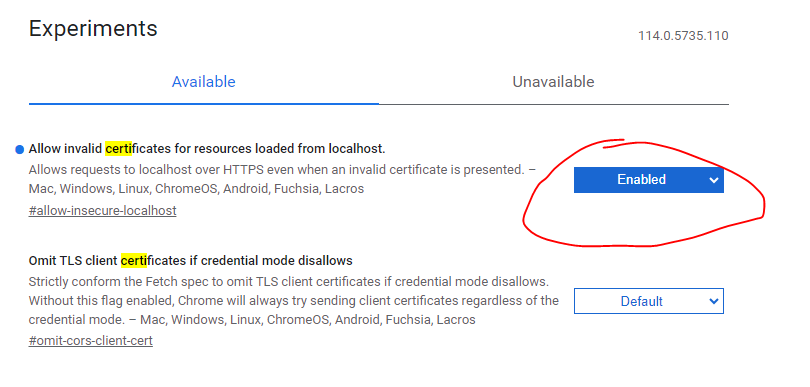 Experiments
114.0.5735.110
Available
Unavailable
Allow invalid certificates for resources loaded from localhost.
Allows requests to localhost over HTTPS even when an invalid certificate is presented. –
Mac, Windows, Linux, ChromeOS, Android, Fuchsia, Lacros
#allow-insecure-localhost
Enabled
Omit TLS client certificates if credential mode disallows
Strictly conform the Fetch spec to omit TLS client certificates if credential mode disallows.
Without this flag enabled, Chrome will always try sending client certificates regardless of the
credential mode. – Mac, Windows, Linux, ChromeOS, Android, Fuchsia, Lacros
#omit-cors-client-cert
Default